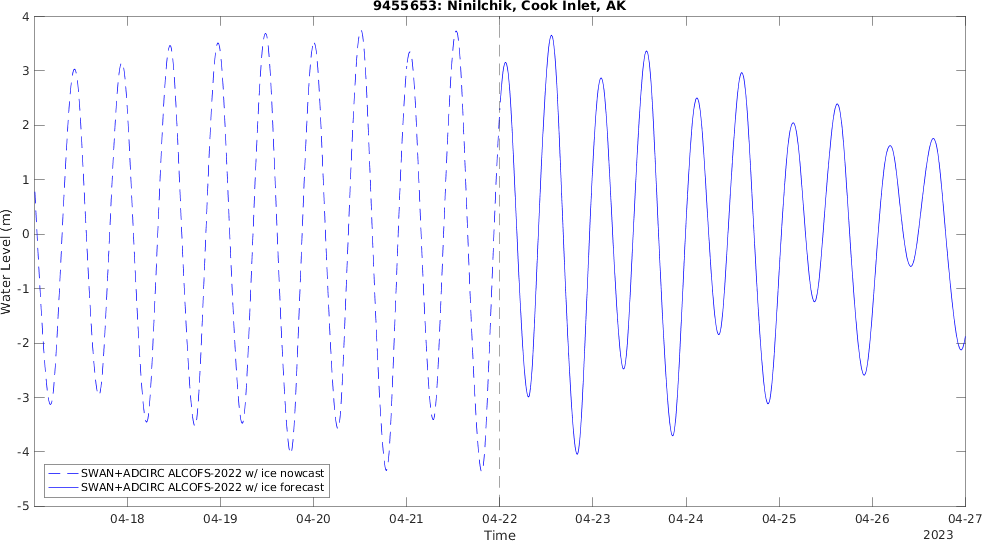 9455653: Ninilchik, Cook Inlet, AK
4
3
2
1
0
-1
-2
-3
-4
-5
Water Level (m)
SWAN+ADCIRC ALCOFS-2022 w/ ice nowcast
SWAN+ADCIRC ALCOFS-2022 w/ ice forecast
04-18 04-19 04-20 04-21 04-22 04-23 04-24 04-25 04-26 04-27
Time
2023